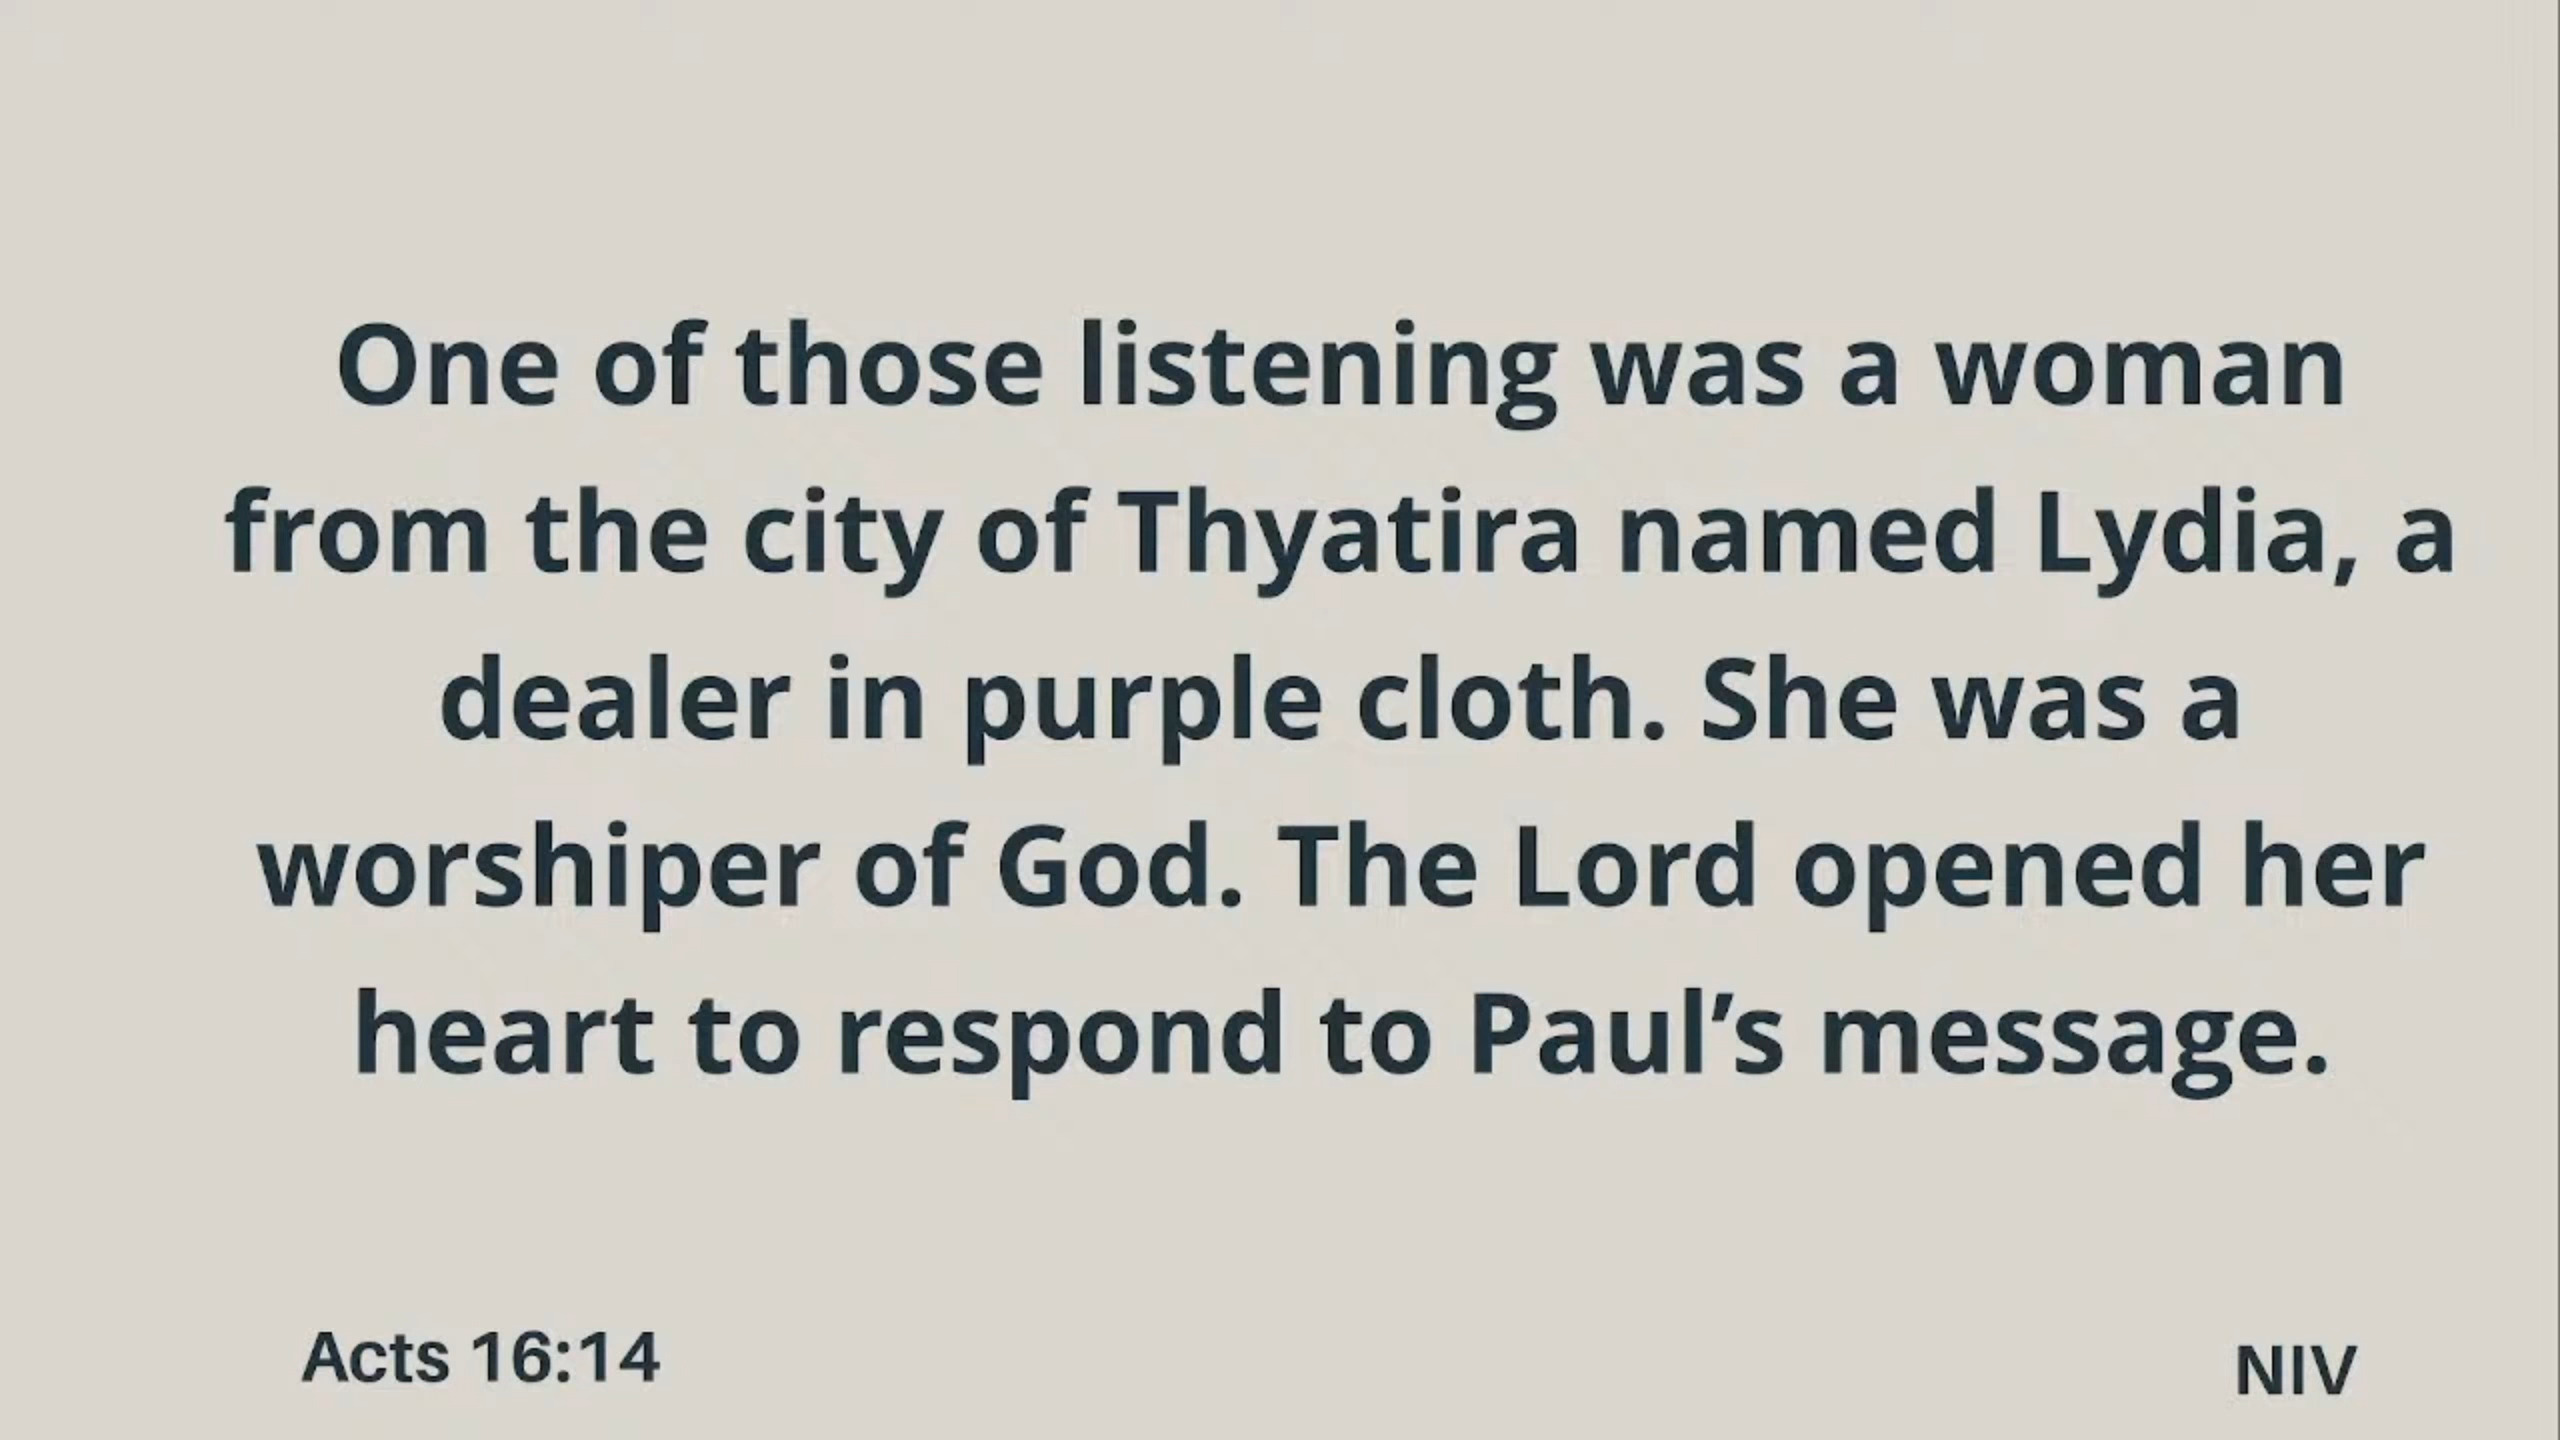 One of those listening was a woman
from the city of Thyatira named Lydia, a
dealer in purple cloth. She was a
worshiper of God. The Lord opened her
heart to respond to Paul’s message.
Acts 16:14
NIV